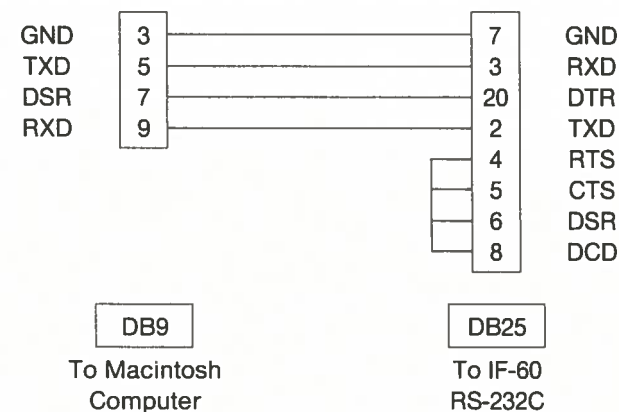 GND 3 7 GND
TXD 5 3 RXD
DSR 7 20 DTR
RXD 9 2 TXD
4 RTS
5 CTS
6 DSR
8 DCD
DB9 DB25
To Macintosh To IF-60
Computer RS-232C